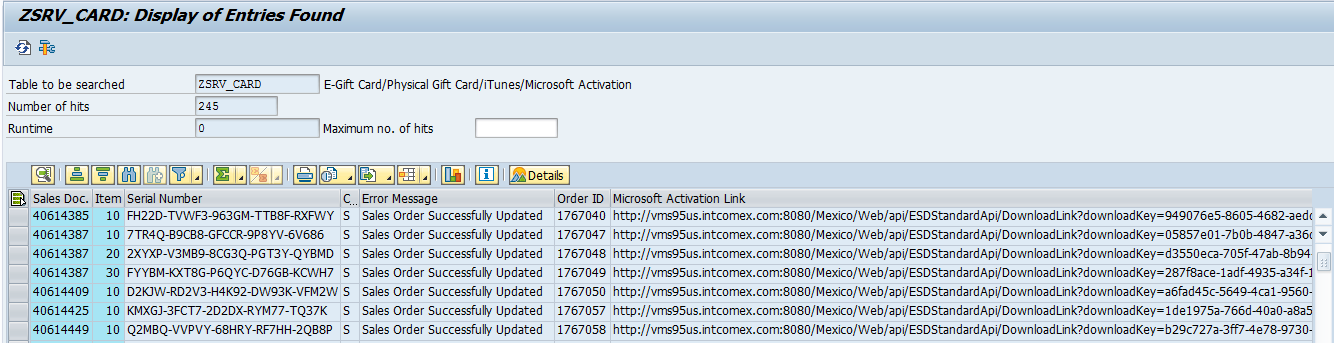 ZSRV_CARD: Display of Entries Found
Table to be searched ZSRV_CARD E-Gift Card/Physical Gift Card/iTunes/Microsoft Activation
Number of hits 245
Runtime 0 Maximum no. of hits
Details
Sales Doc. Item Serial Number C... Error Message Order ID Microsoft Activation Link
40614385 10 FH22D-TVWF3-963GM-TTB8F-RXFWY S Sales Order Successfully Updated 1767040 http://vms95us.intcomex.com:8080/Mexico/Web/api/ESDStandardApi/DownloadLink?downloadKey=949076e5-8605-4682-aedc
40614387 10 7TR4Q-B9CB8-GFCCR-9P8YV-6V686 S Sales Order Successfully Updated 1767047 http://vms95us.intcomex.com:8080/Mexico/Web/api/ESDStandardApi/DownloadLink?downloadKey=05857e01-7b0b-4847-a36c
40614387 20 2XYXP-V3MB9-8CG3Q-PGT3Y-QYBMD S Sales Order Successfully Updated 1767048 http://vms95us.intcomex.com:8080/Mexico/Web/api/ESDStandardApi/DownloadLink?downloadKey=d3550eca-705f-47ab-8b94
40614387 30 FYYBM-KXT8G-P6QYC-D76GB-KCWH7 S Sales Order Successfully Updated 1767049 http://vms95us.intcomex.com:8080/Mexico/Web/api/ESDStandardApi/DownloadLink?downloadKey=287f8ace-1adf-4935-a34f-1
40614409 10 D2KJW-RD2V3-H4K92-DW93K-VFM2W S Sales Order Successfully Updated 1767050 http://vms95us.intcomex.com:8080/Mexico/Web/api/ESDStandardApi/DownloadLink?downloadKey=a6fad45c-5649-4ca1-9560-
40614425 10 KMXGJ-3FCT7-2D2DX-RYM77-TQ37K S Sales Order Successfully Updated 1767057 http://vms95us.intcomex.com:8080/Mexico/Web/api/ESDStandardApi/DownloadLink?downloadKey=1de1975a-766d-40a0-a8a5
40614449 10 Q2MBQ-VVPVY-68HRY-RF7HH-2QB8P S Sales Order Successfully Updated 1767058 http://vms95us.intcomex.com:8080/Mexico/Web/api/ESDStandardApi/DownloadLink?downloadKey=b29c727a-3ff7-4e78-9730-